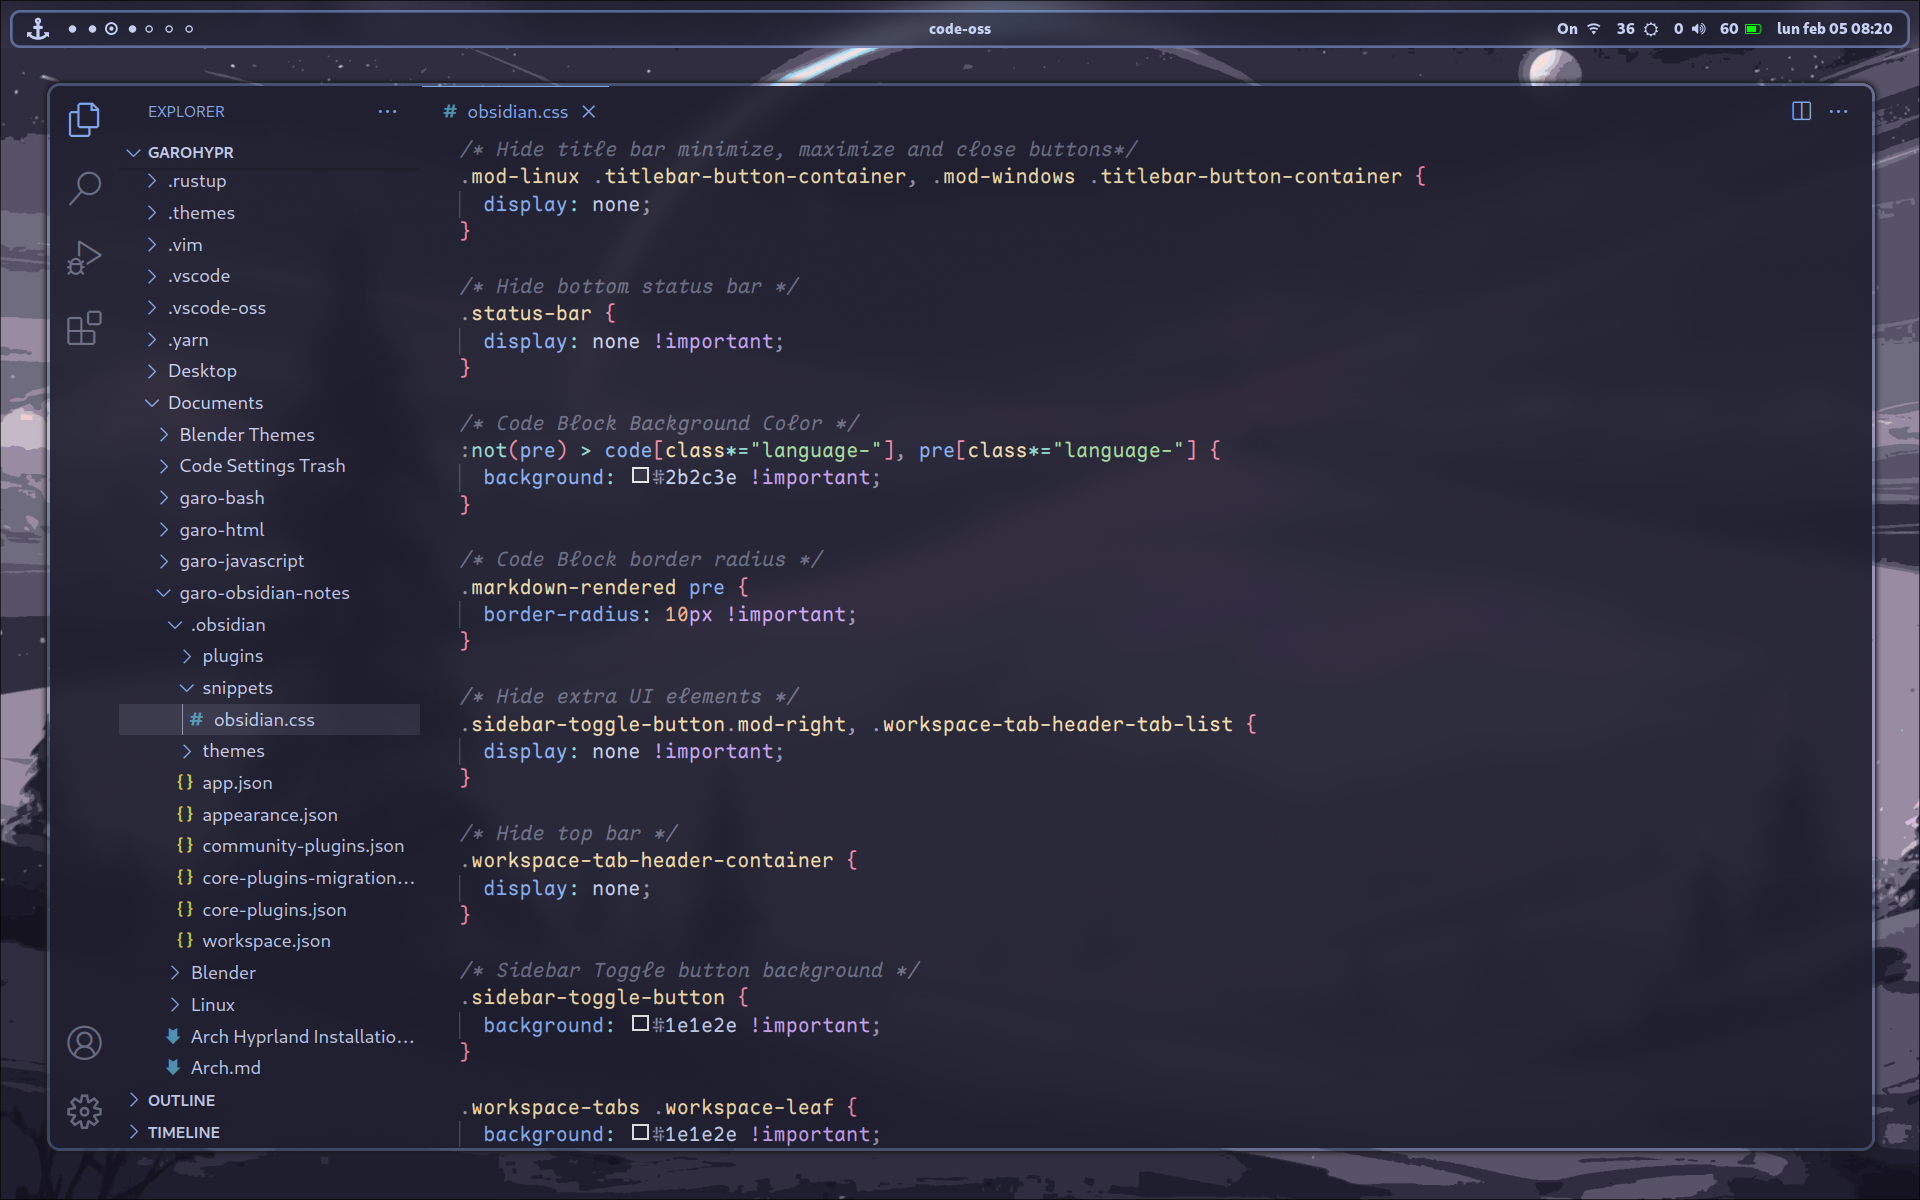 code-oss
On 36 0 60 lun feb 05 08:20
EXPLORER ···
GAROHYPR
.rustup
.themes
.vim
.vscode
.vscode-oss
.yarn
Desktop
Documents
Blender Themes
Code Settings Trash
garo-bash
garo-html
garo-javascript
garo-obsidian-notes
.obsidian
plugins
snippets
# obsidian.css
themes
{} app.json
{} appearance.json
{} community-plugins.json
{} core-plugins-migration...
{} core-plugins.json
{} workspace.json
Blender
Linux
Arch Hyprland Installatio...
Arch.md
OUTLINE
TIMELINE
# obsidian.css
/* Hide title bar minimize, maximize and close buttons*/
.mod-linux .titlebar-button-container, .mod-windows .titlebar-button-container {
display: none;
}
/* Hide bottom status bar */
.status-bar {
display: none !important;
}
/* Code Block Background Color */
:not(pre) > code[class*="language-"], pre[class*="language-"] {
background: #2b2c3e !important;
}
/* Code Block border radius */
.markdown-rendered pre {
border-radius: 10px !important;
}
/* Hide extra UI elements */
.sidebar-toggle-button.mod-right, .workspace-tab-header-tab-list {
display: none !important;
}
/* Hide top bar */
.workspace-tab-header-container {
display: none;
}
/* Sidebar Toggle button background */
.sidebar-toggle-button {
background: #1e1e2e !important;
}
.workspace-tabs .workspace-leaf {
background: #1e1e2e !important;